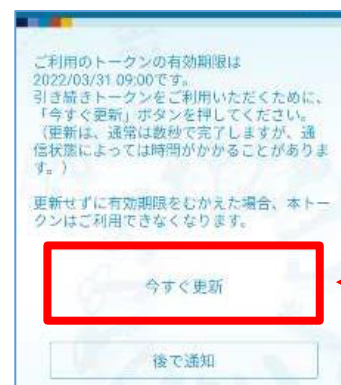 ご利用のトークンの有効期限は
2022/03/31 09:00です。
引き続きトークンをご利用いただくために、
「今すぐ更新」ボタンを押してください。
（更新は、通常は数秒で完了しますが、通
信状態によっては時間がかかることがありま
す。）
更新せずに有効期限をむかえた場合、本トー
クンはご利用できなくなります。
今すぐ更新
後で通知